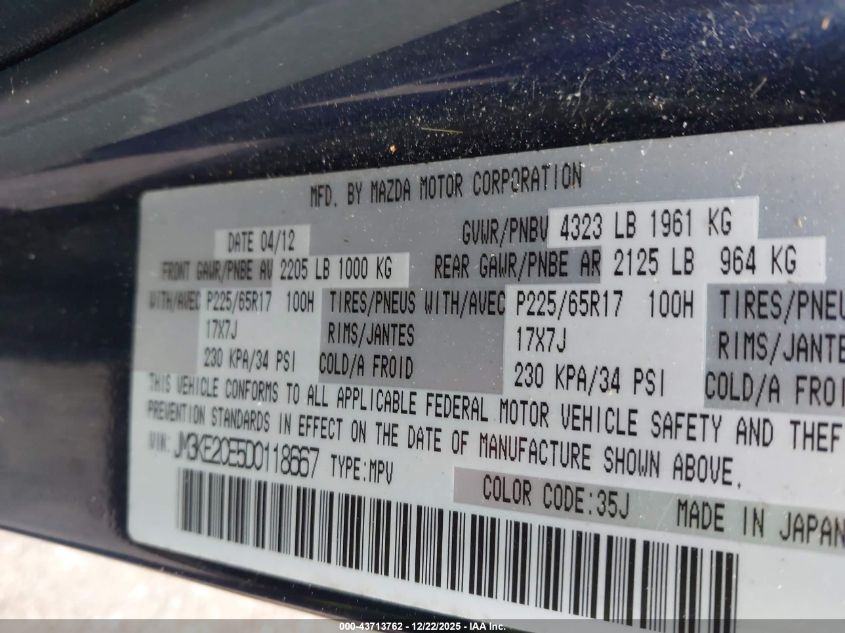 MFD. BY MAZDA MOTOR CORPORATION
DATE 04/12 GVWR/PNBV 4323 LB 1961 KG
FRONT GAWR/PNBE AV 2205 LB 1000 KG REAR GAWR/PNBE AR 2125 LB 964 KG
WITH/AVEC P225/65R17 100H TIRES/PNEUS WITH/AVEC P225/65R17 100H TIRES/PNEU
17X7J RIMS/JANTES 17X7J RIMS/JANTE
230 KPA/34 PSI COLD/A FROID 230 KPA/34 PSI COLD/A FROI
THIS VEHICLE CONFORMS TO ALL APPLICABLE FEDERAL MOTOR VEHICLE SAFETY AND THEF
PREVENTION STANDARDS IN EFFECT ON THE DATE OF MANUFACTURE SHOWN ABOVE.
VIN: JM3KE2CE5D0118667 TYPE:MPV
COLOR CODE:35J MADE IN JAPAN
000-43713762 - 12/22/2025 - IAA Inc.